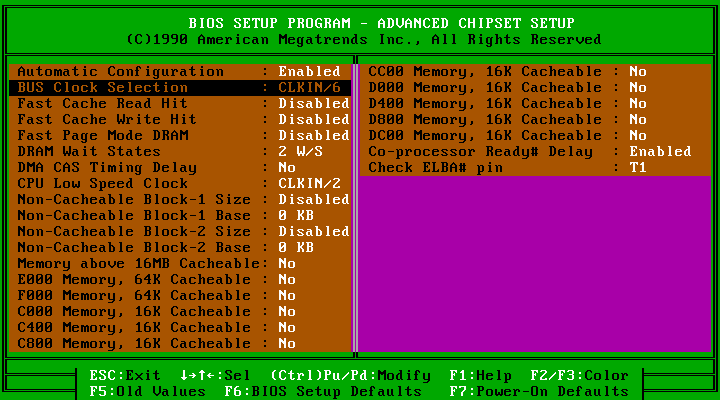 BIOS SETUP PROGRAM - ADVANCED CHIPSET SETUP
(C)1990 American Megatrends Inc., All Rights Reserved
Automatic Configuration : Enabled
BUS Clock Selection : CLKIN/6
Fast Cache Read Hit : Disabled
Fast Cache Write Hit : Disabled
Fast Page Mode DRAM : Disabled
DRAM Wait States : 2 W/S
DMA CAS Timing Delay : No
CPU Low Speed Clock : CLKIN/2
Non-Cacheable Block-1 Size : Disabled
Non-Cacheable Block-1 Base : 0 KB
Non-Cacheable Block-2 Size : Disabled
Non-Cacheable Block-2 Base : 0 KB
Memory above 16MB Cacheable: No
E000 Memory, 64K Cacheable : No
F000 Memory, 64K Cacheable : No
C000 Memory, 16K Cacheable : No
C400 Memory, 16K Cacheable : No
C800 Memory, 16K Cacheable : No
CC00 Memory, 16K Cacheable : No
D000 Memory, 16K Cacheable : No
D400 Memory, 16K Cacheable : No
D800 Memory, 16K Cacheable : No
DC00 Memory, 16K Cacheable : No
Co-processor Ready# Delay : Enabled
Check ELBA# pin : T1
ESC:Exit ↓→↑←:Sel (Ctrl)Pu/Pd:Modify F1:Help F2/F3:Color
F5:Old Values F6:BIOS Setup Defaults F7:Power-On Defaults